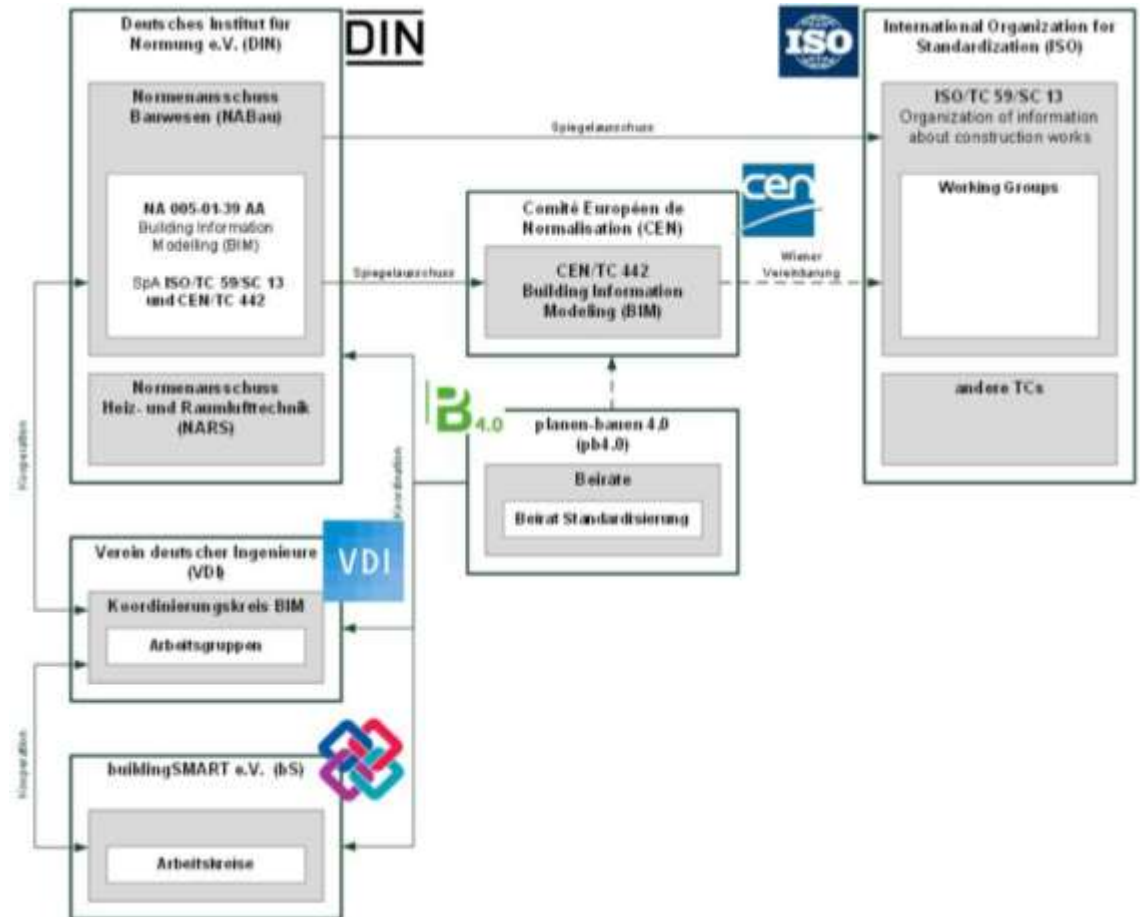 Deutsches Institut für
Normung e.V. (DIN)
DIN
Normenausschuss
Bauwesen (NABau)
NA 005-01-39 AA
Building Information
Modelling (BIM)
SpA ISO/TC 59/SC 13
und CEN/TC 442
Normenausschuss
Heiz- und Raumlufttechnik
(NARS)
Spiegelausschuss
Spiegelausschuss
cen
Comité Européen de
Normalisation (CEN)
CEN/TC 442
Building Information
Modeling (BIM)
Wiener
Vereinbarung
ISO
International Organization for
Standardization (ISO)
ISO/TC 59/SC 13
Organization of information
about construction works
Working Groups
andere TCs
B 4.0
planen-bauen 4.0
(pb4.0)
Beiräte
Beirat Standardisierung
Koordination
Kooperation
Verein deutscher Ingenieure
(VDI)
VDI
Koordinierungskreis BIM
Arbeitsgruppen
Kooperation
buildingSMART e.V. (bS)
Arbeitskreise